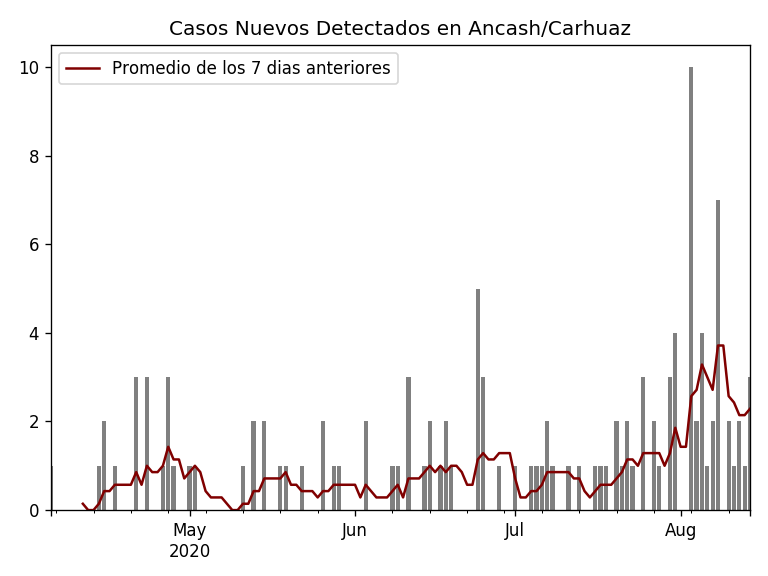 Casos Nuevos Detectados en Ancash/Carhuaz
Promedio de los 7 dias anteriores
10
8
6
4
2
0
May
2020
Jun
Jul
Aug